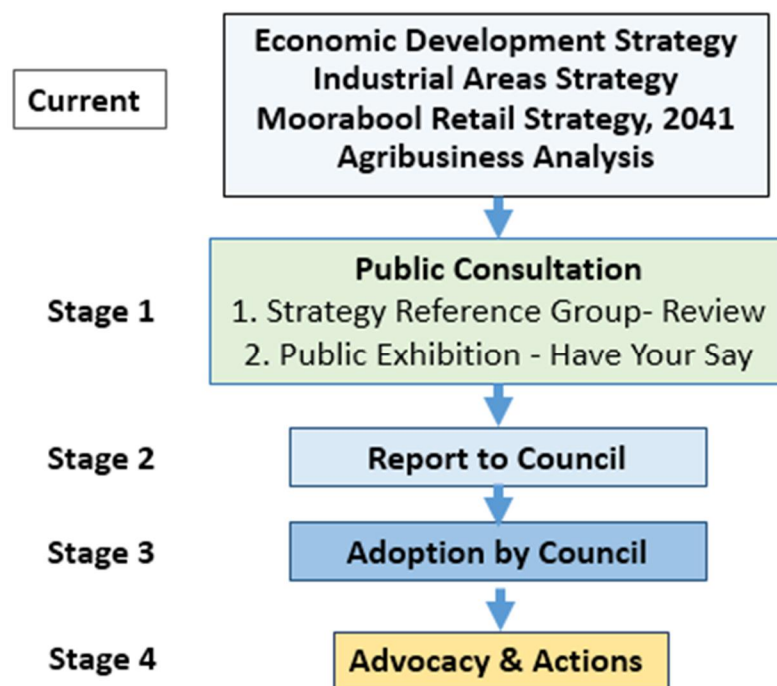 Current
Economic Development Strategy
Industrial Areas Strategy
Moorabool Retail Strategy, 2041
Agribusiness Analysis
Stage 1
Public Consultation
1. Strategy Reference Group- Review
2. Public Exhibition - Have Your Say
Stage 2
Report to Council
Stage 3
Adoption by Council
Stage 4
Advocacy & Actions